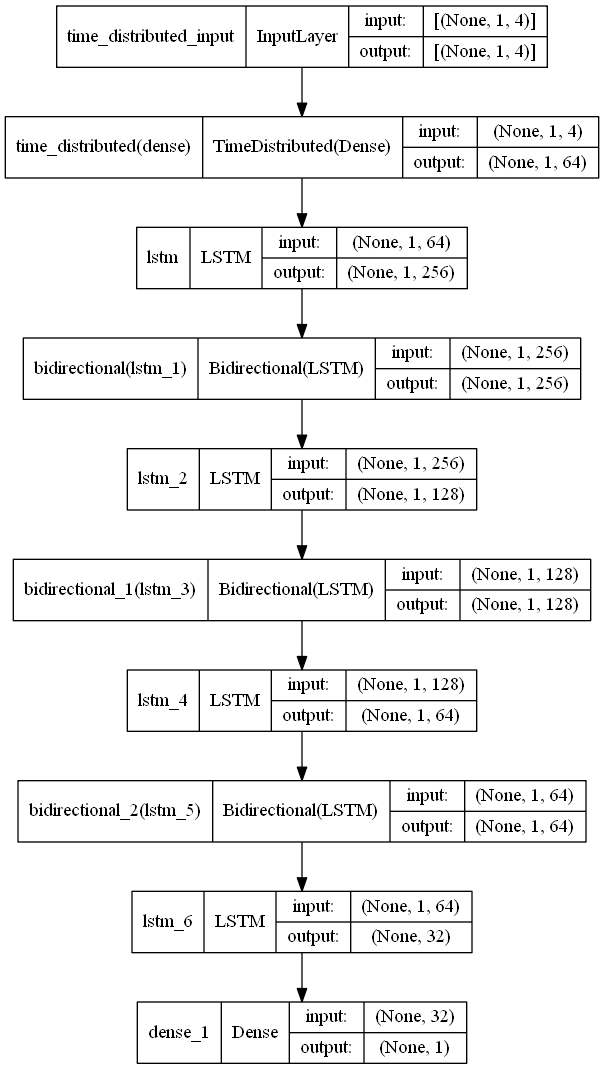 time_distributed_input InputLayer input: [(None, 1, 4)]
output: [(None, 1, 4)]
time_distributed(dense) TimeDistributed(Dense) input: (None, 1, 4)
output: (None, 1, 64)
lstm LSTM input: (None, 1, 64)
output: (None, 1, 256)
bidirectional(lstm_1) Bidirectional(LSTM) input: (None, 1, 256)
output: (None, 1, 256)
lstm_2 LSTM input: (None, 1, 256)
output: (None, 1, 128)
bidirectional_1(lstm_3) Bidirectional(LSTM) input: (None, 1, 128)
output: (None, 1, 128)
lstm_4 LSTM input: (None, 1, 128)
output: (None, 1, 64)
bidirectional_2(lstm_5) Bidirectional(LSTM) input: (None, 1, 64)
output: (None, 1, 64)
lstm_6 LSTM input: (None, 1, 64)
output: (None, 32)
dense_1 Dense input: (None, 32)
output: (None, 1)